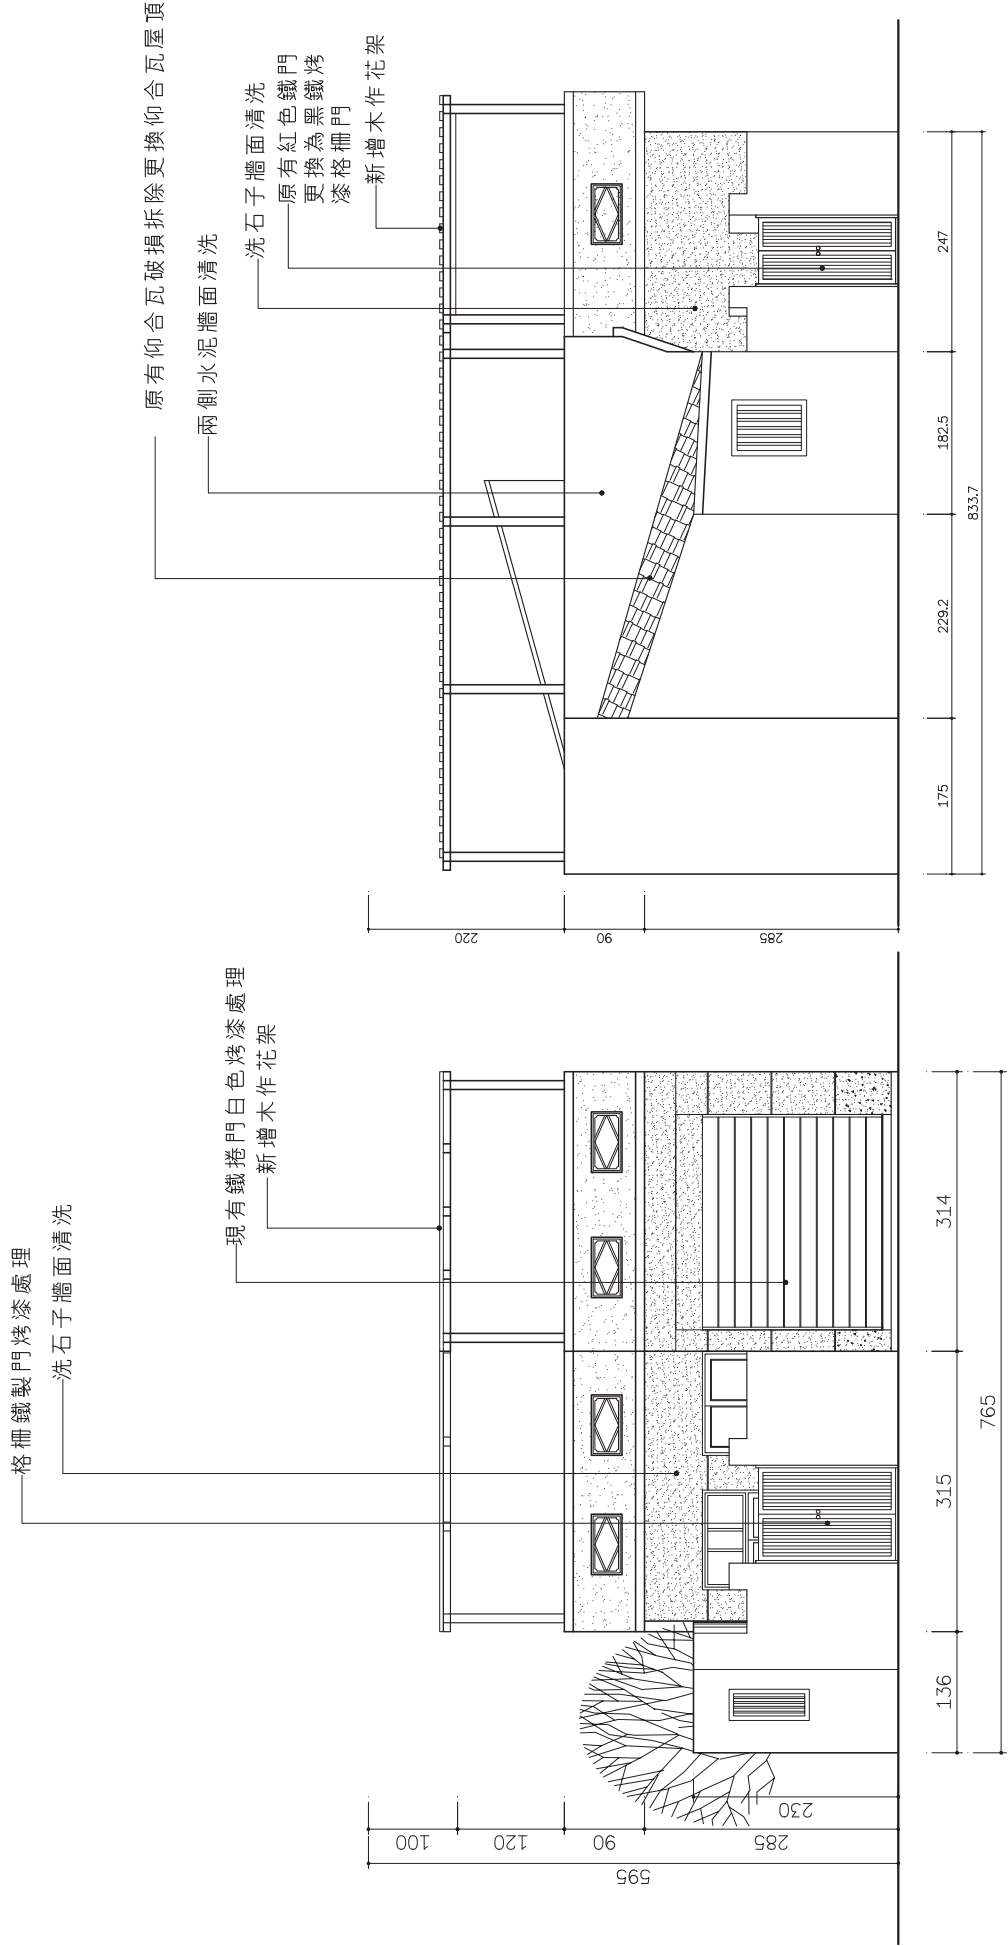 格柵鐵製門烤漆處理
洗石子牆面清洗
現有鐵捲門白色烤漆處理
新增木作花架
595
100
120
90
285
230
136
315
314
765
原有仰合瓦破損拆除更換仰合瓦屋頂
兩側水泥牆面清洗
洗石子牆面清洗
原有紅色鐵門
更換為黑鐵烤
漆格柵門
新增木作花架
220
90
285
175
229.2
182.5
247
833.7